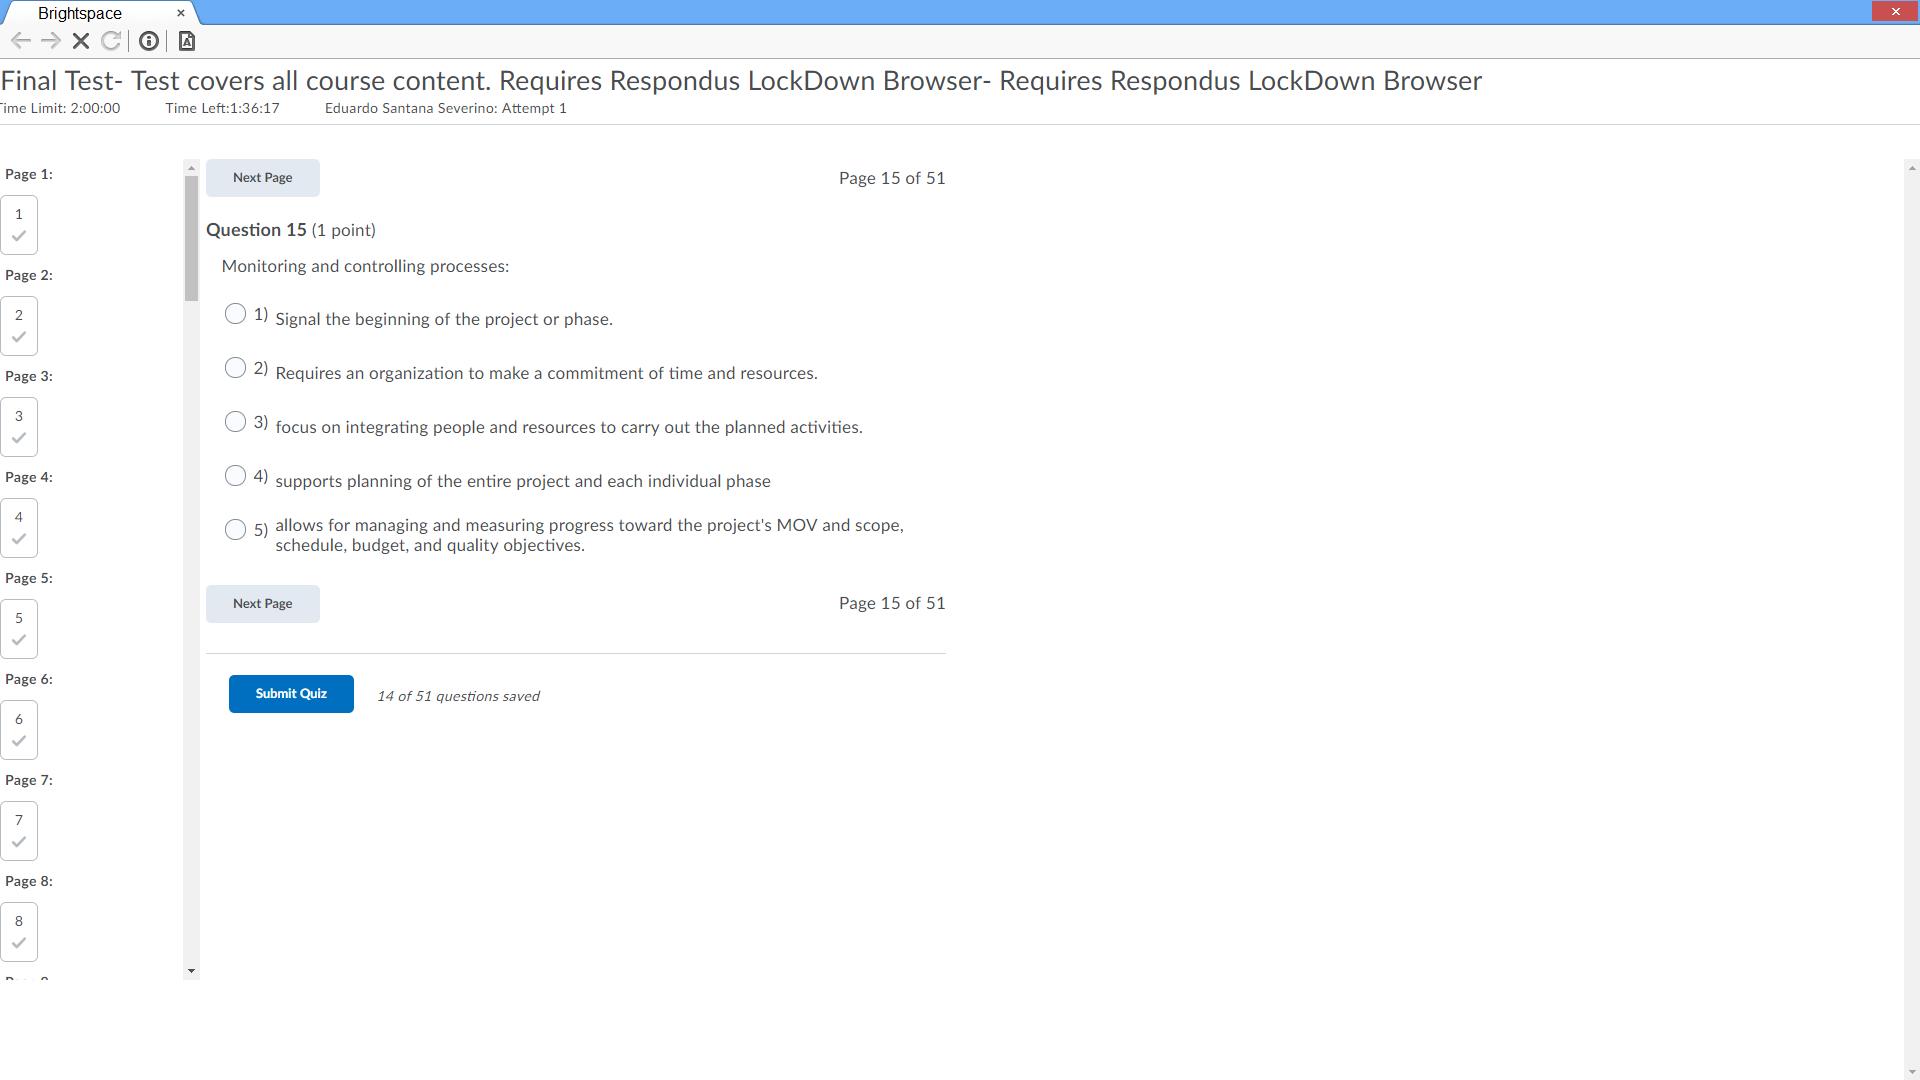 Brightspace
Final Test- Test covers all course content. Requires Respondus LockDown Browser- Requires Respondus LockDown Browser
Time Limit: 2:00:00 Time Left:1:36:17 Eduardo Santana Severino: Attempt 1
Page 1:
1
Page 2:
2
Page 3:
3
Page 4:
4
Page 5:
5
Page 6:
6
Page 7:
7
Page 8:
8
Next Page Page 15 of 51
Question 15 (1 point)
Monitoring and controlling processes:
1) Signal the beginning of the project or phase.
2) Requires an organization to make a commitment of time and resources.
3) focus on integrating people and resources to carry out the planned activities.
4) supports planning of the entire project and each individual phase
5) allows for managing and measuring progress toward the project's MOV and scope,
schedule, budget, and quality objectives.
Next Page Page 15 of 51
Submit Quiz 14 of 51 questions saved